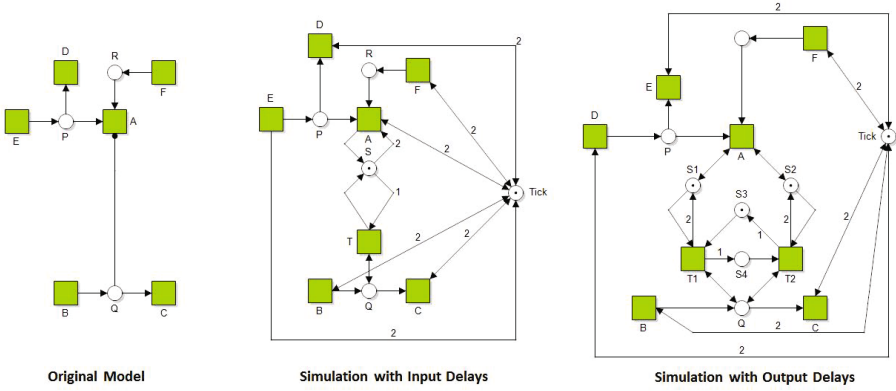 D
R
F
E
P
A
B
Q
C
Original Model
D
2
R
F
E
P
A
2
2
S
2
1
Tick
T
2
2
B
Q
C
2
Simulation with Input Delays
2
F
E
2
D
Tick
P
A
S1
S2
S3
2
2
2
1
1
T1
S4
T2
B
Q
C
2
2
Simulation with Output Delays